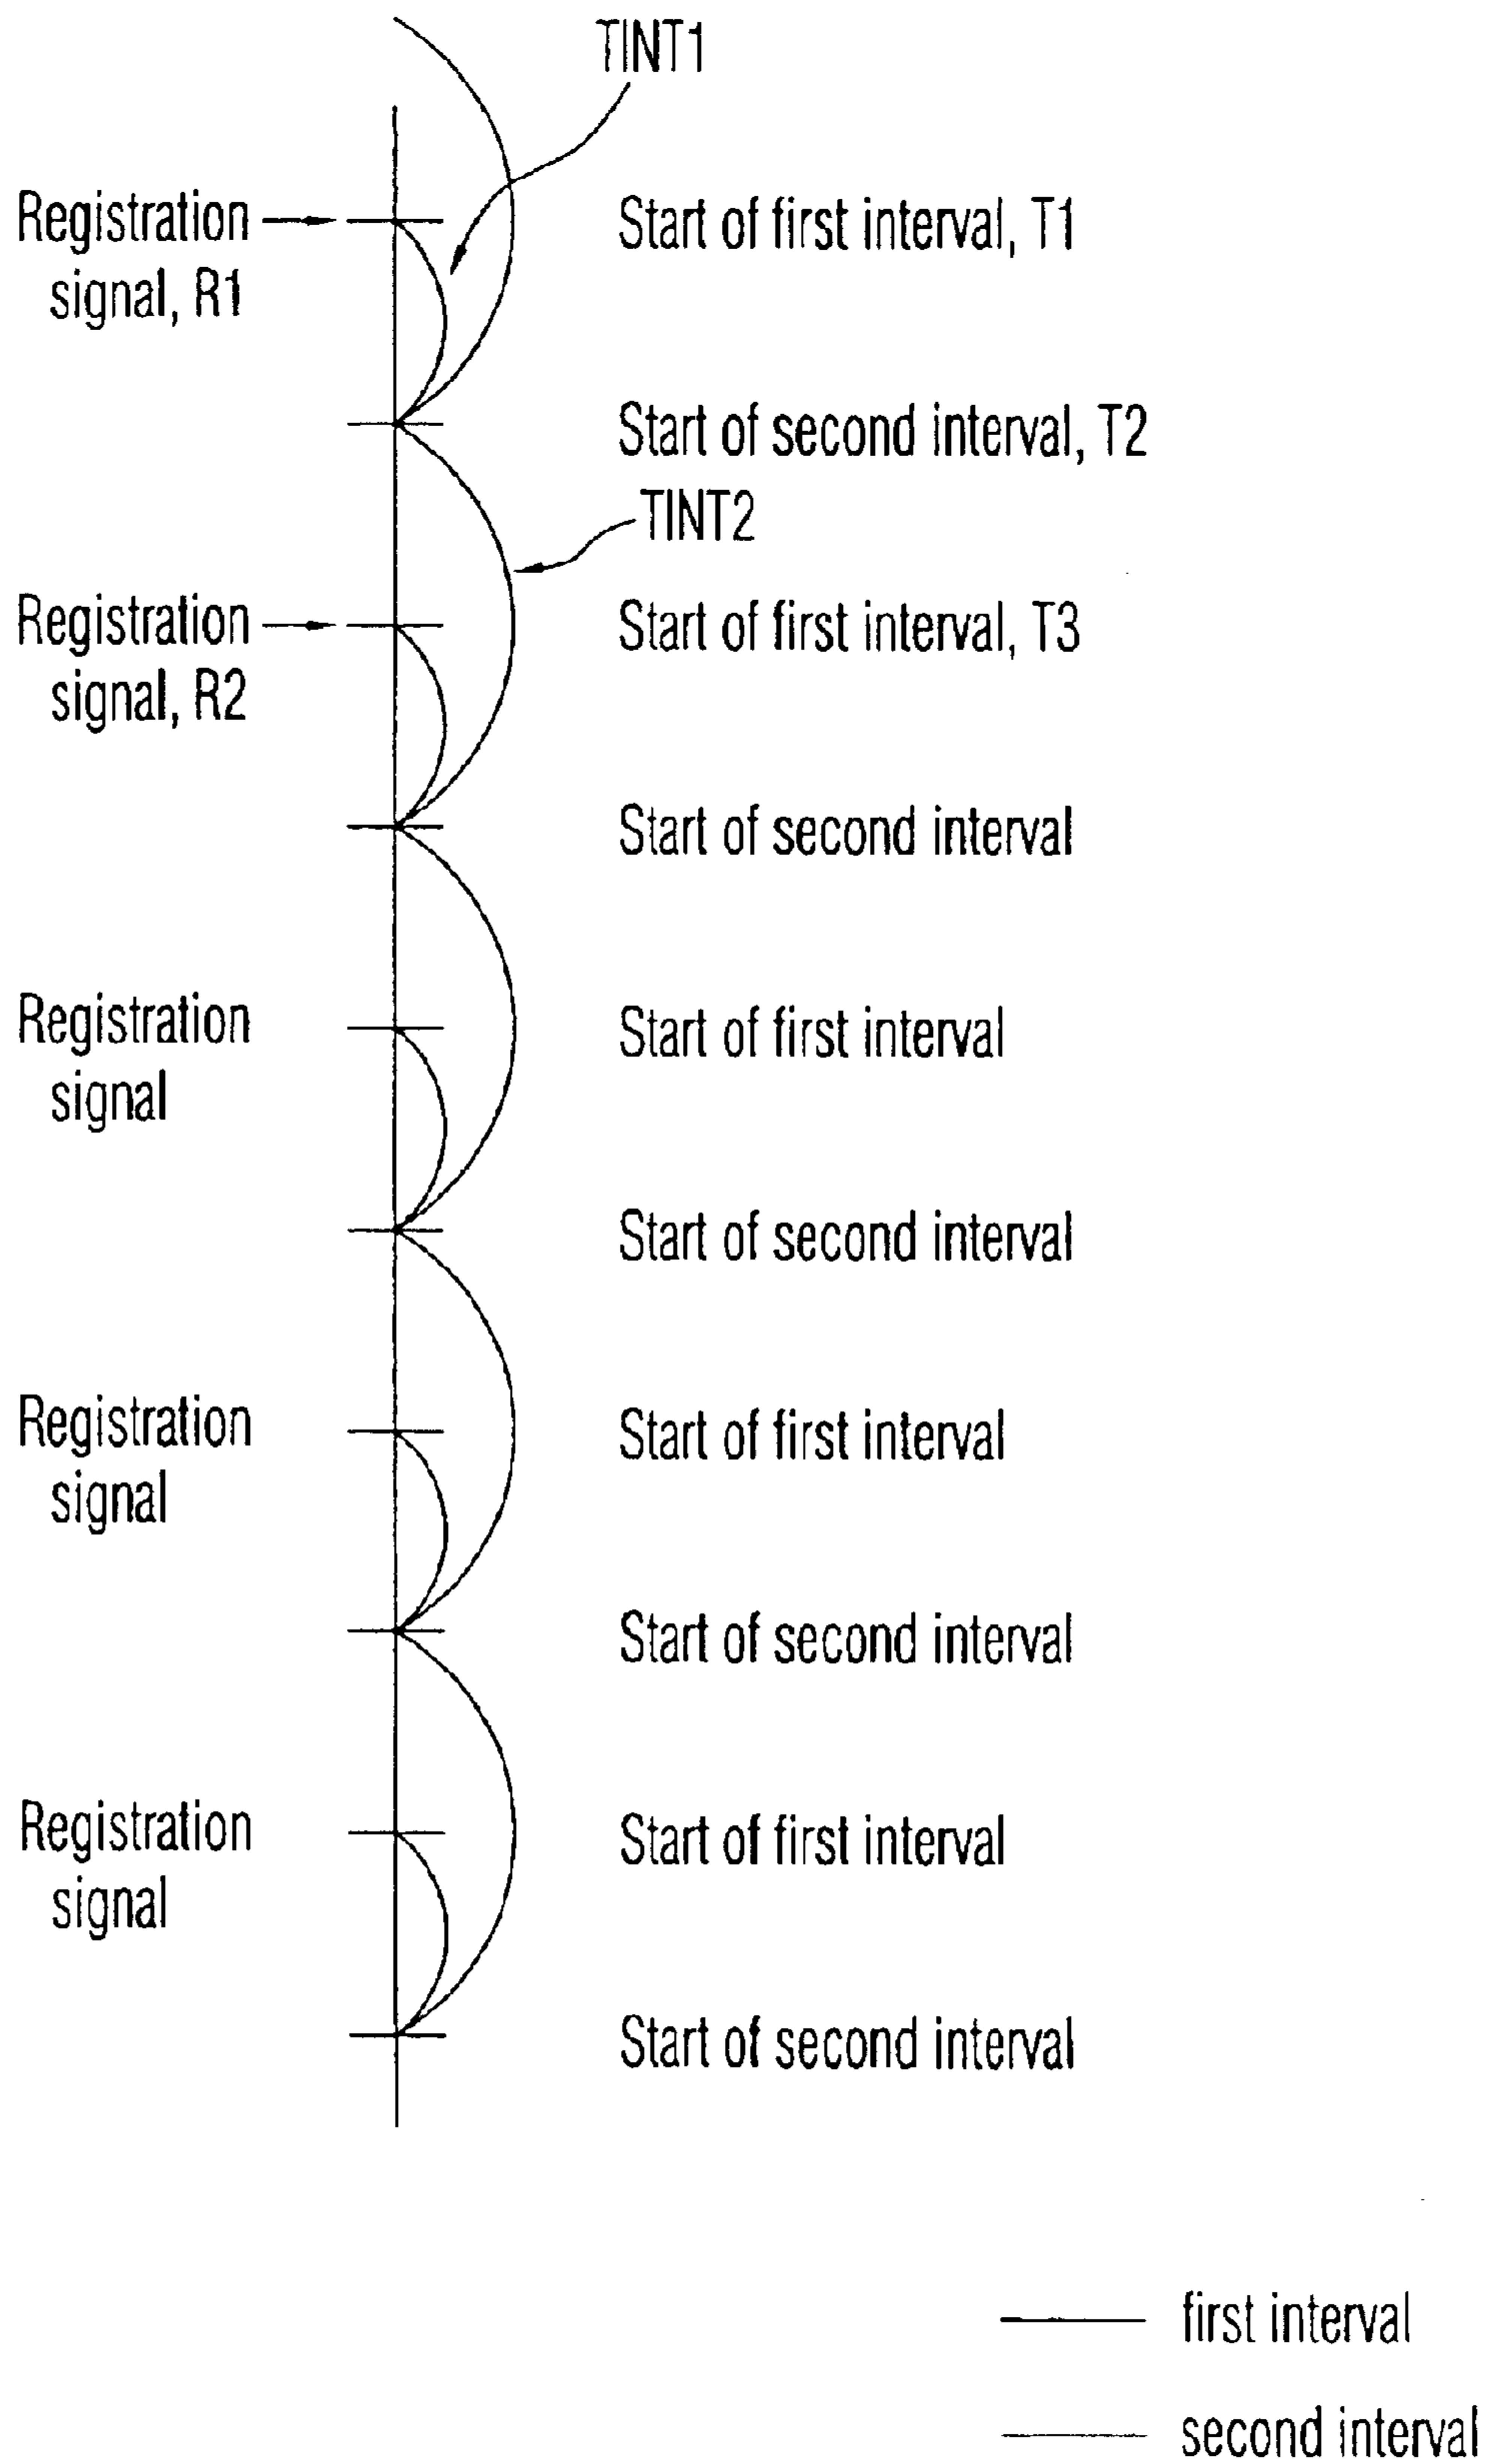 TINT1
Registration
signal, R1
Start of first interval, T1
Start of second interval, T2
TINT2
Registration
signal, R2
Start of first interval, T3
Start of second interval
Registration
signal
Start of first interval
Start of second interval
Registration
signal
Start of first interval
Start of second interval
Registration
signal
Start of first interval
Start of second interval
first interval
second interval